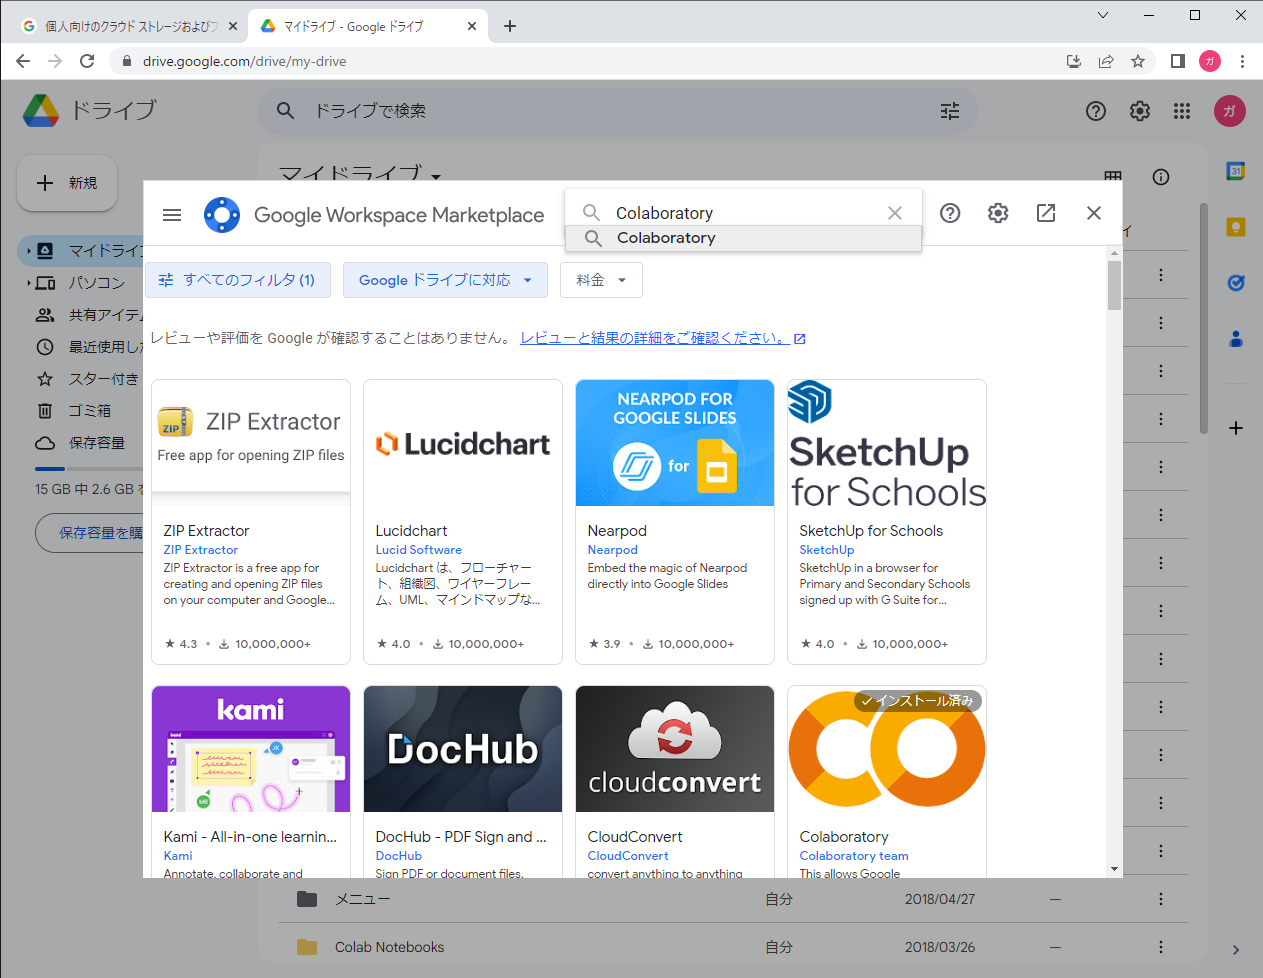 個人向けのクラウド ストレージおよびフ
マイドライブ - Google ドライブ
drive.google.com/drive/my-drive
ガ
ドライブ
ドライブで検索
ガ
新規
マイドライブ
31
Google Workspace Marketplace
Colaboratory
Colaboratory
マイドライブ
パソコン
共有アイテム
最近使用した
スター付き
ゴミ箱
保存容量
15 GB 中 2.6 GB を
保存容量を購
すべてのフィルタ (1)
Google ドライブに対応
料金
レビューや評価を Google が確認することはありません。 レビューと結果の詳細をご確認ください。
ZIP
ZIP Extractor
Free app for opening ZIP files
ZIP Extractor
ZIP Extractor
ZIP Extractor is a free app for
creating and opening ZIP files
on your computer and Google...
★ 4.3 • 10,000,000+
Lucidchart
Lucidchart
Lucid Software
Lucidchart は、フローチャー
ト、組織図、ワイヤーフレー
ム、UML、マインドマップな...
★ 4.0 • 10,000,000+
NEARPOD FOR
GOOGLE SLIDES
for
Nearpod
Nearpod
Embed the magic of Nearpod
directly into Google Slides
★ 3.9 • 10,000,000+
SketchUp
for Schools
SketchUp for Schools
SketchUp
SketchUp in a browser for
Primary and Secondary Schools
signed up with G Suite for...
★ 4.0 • 10,000,000+
kami
kami
JK
MR
Kami - All-in-one learnin...
Kami
Annotate, collaborate and
DocHub
DocHub - PDF Sign and ...
DocHub
Sign PDF or document files.
cloudconvert
CloudConvert
CloudConvert
convert anything to anything
✓ インストール済み
Colaboratory
Colaboratory team
This allows Google
メニュー 自分 2018/04/27 —
Colab Notebooks 自分 2018/03/26 —